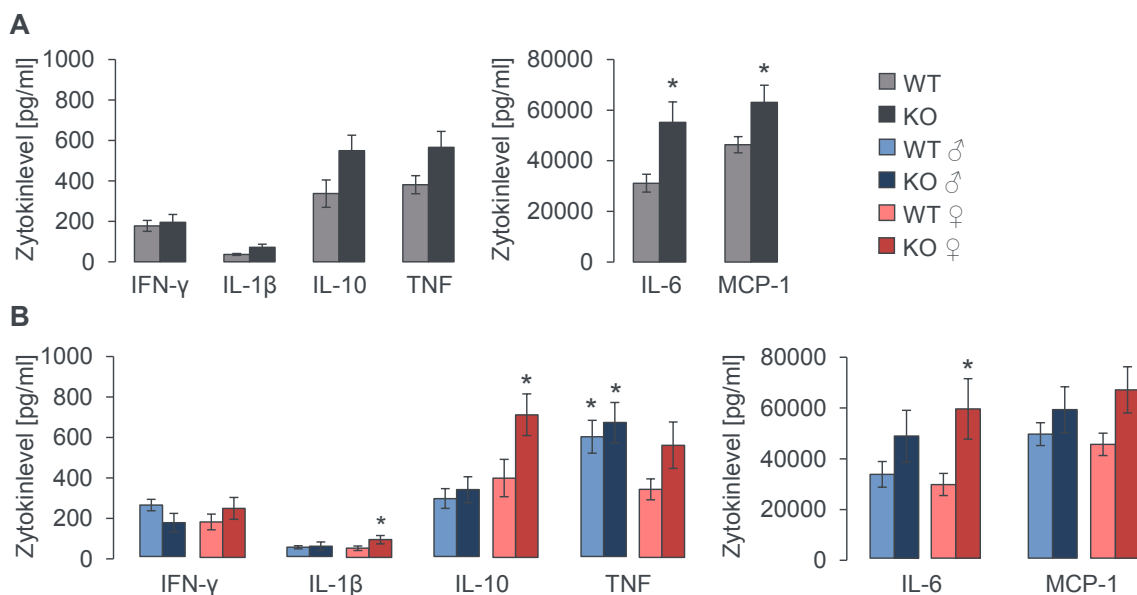 A
Zytokinlevel [pg/ml]
1000
800
600
400
200
0
IFN-γ IL-1β IL-10 TNF
Zytokinlevel [pg/ml]
80000
60000
40000
20000
0
* *
IL-6 MCP-1
WT
KO
WT ♂
KO ♂
WT ♀
KO ♀
B
Zytokinlevel [pg/ml]
1000
800
600
400
200
0
* * * *
IFN-γ IL-1β IL-10 TNF
Zytokinlevel [pg/ml]
80000
60000
40000
20000
0
*
IL-6 MCP-1